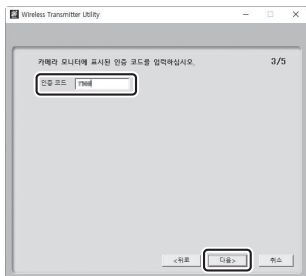 Wireless Transmitter Utility
카메라 모니터에 표시된 인증 코드를 입력하십시오.
3/5
인증 코드
<뒤로
다음>
취소